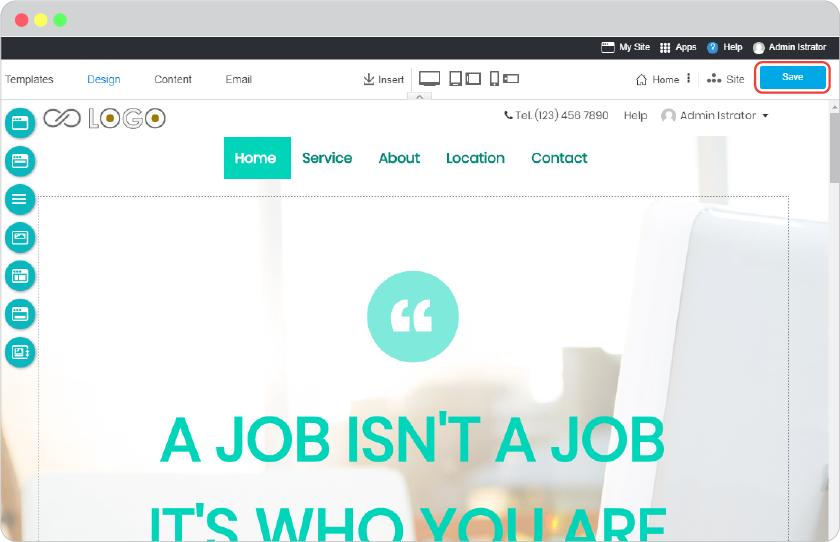 My Site Apps ? Help Admin Istrator
Templates Design Content Email Insert Home Site Save
LOGO Tel. (123) 456 7890 Help Admin Istrator
Home Service About Location Contact
“
A JOB ISN'T A JOB
IT'S WHO YOU ARE